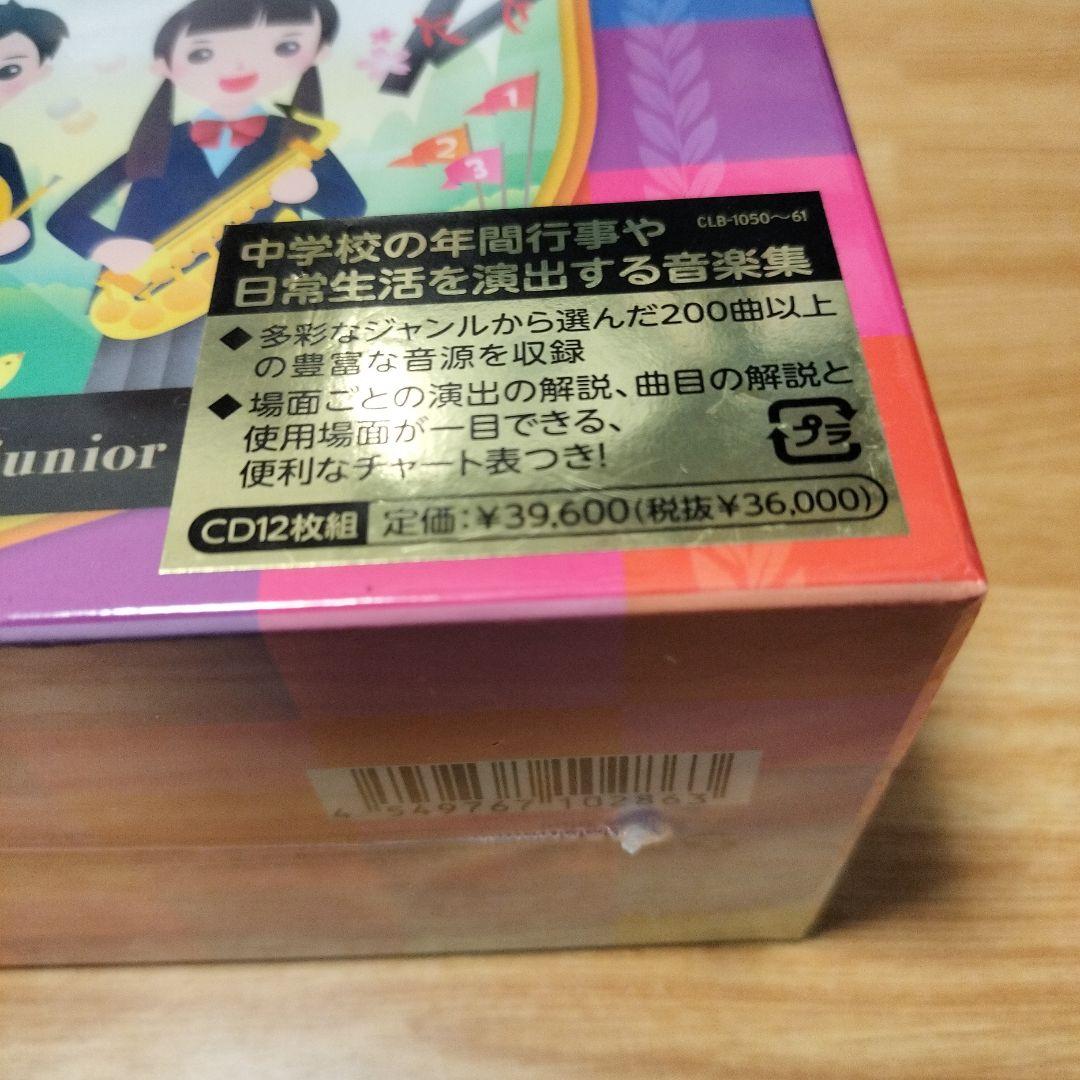 1
2
3
CLB-1050～61
中学校の年間行事や
日常生活を演出する音楽集
◆多彩なジャンルから選んだ200曲以上
の豊富な音源を収録
◆場面ごとの演出の解説、曲目の解説と
使用場面が一目できる、
便利なチャート表つき!
プラ
unior
CD12枚組 定価:¥39,600(税抜¥36,000)
4 549767 102863